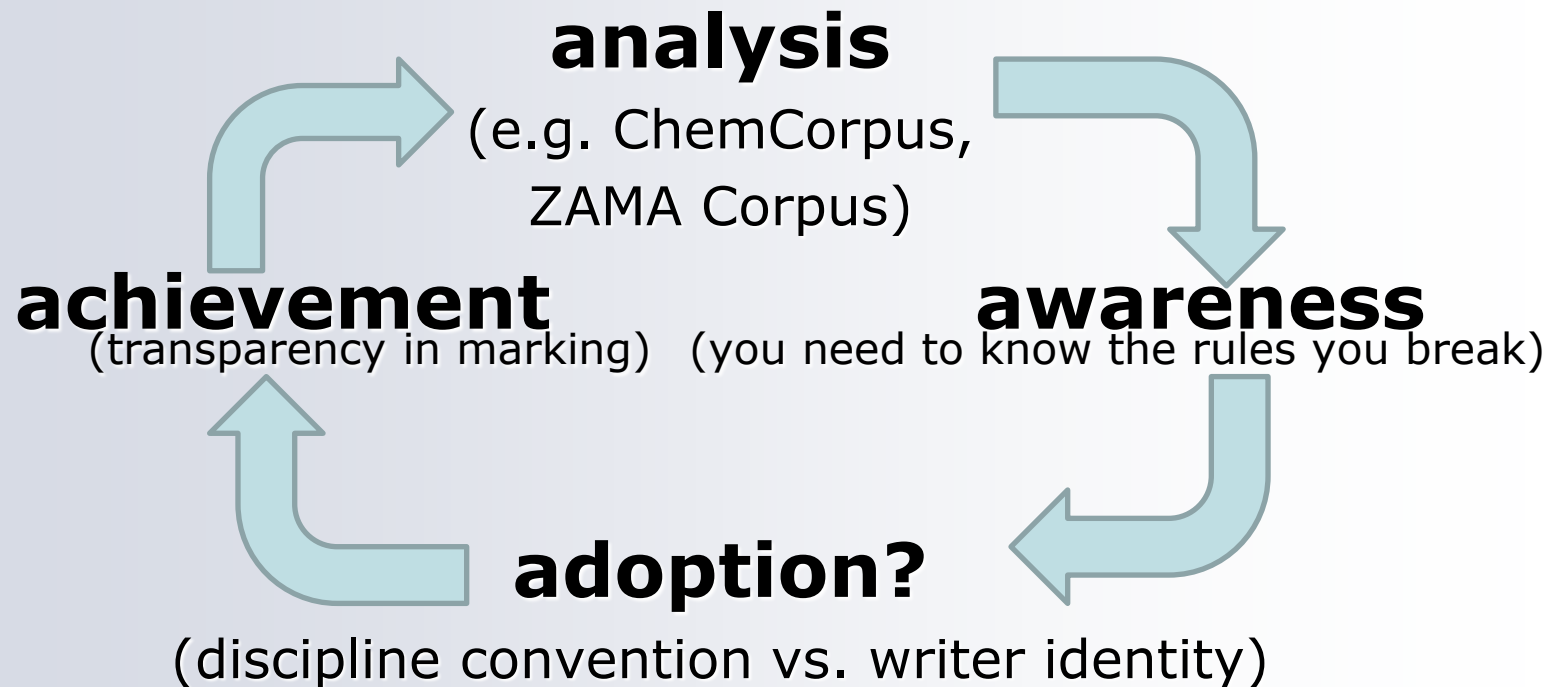 analysis
(e.g. ChemCorpus,
ZAMA Corpus)
achievement
(transparency in marking)
awareness
(you need to know the rules you break)
adoption?
(discipline convention vs. writer identity)